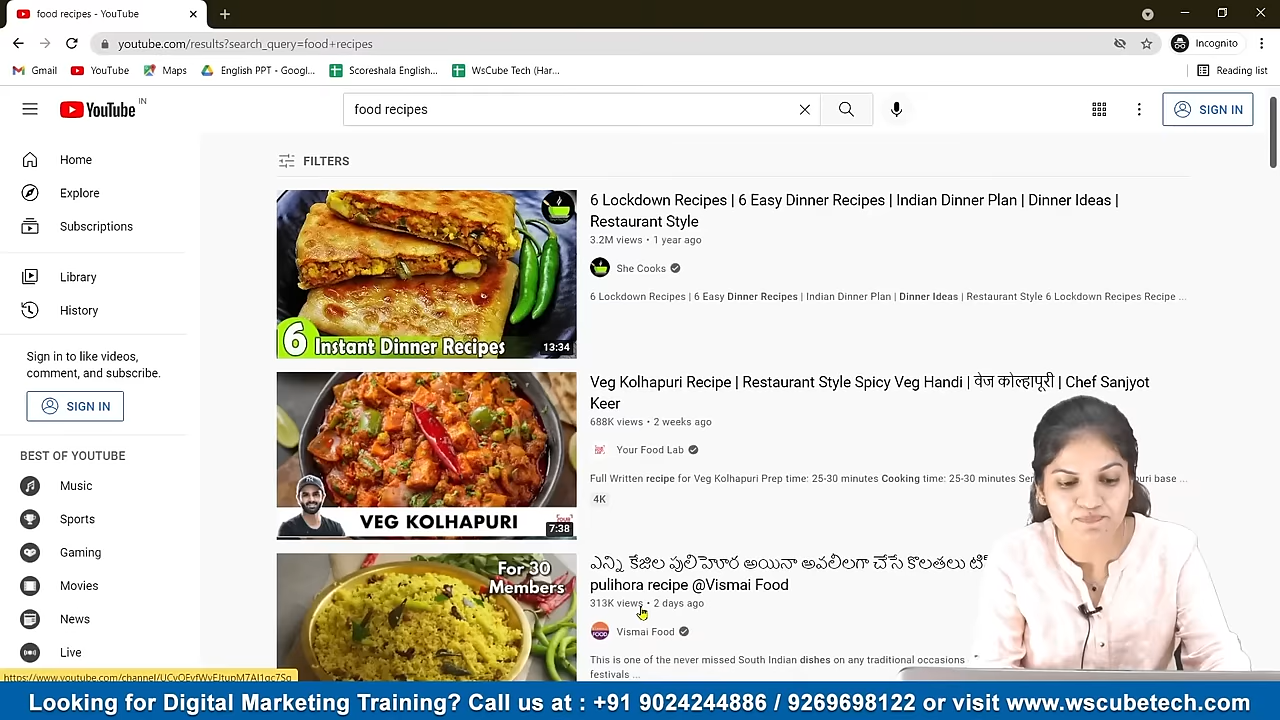 food recipes - YouTube
youtube.com/results?search_query=food+recipes
Incognito
Gmail
YouTube
Maps
English PPT - Googl...
Scoreshala English...
WsCube Tech (Har...
Reading list
YouTube IN
food recipes
SIGN IN
Home
Explore
Subscriptions
Library
History
Sign in to like videos,
comment, and subscribe.
SIGN IN
BEST OF YOUTUBE
Music
Sports
Gaming
Movies
News
Live
FILTERS
6 Instant Dinner Recipes
13:34
6 Lockdown Recipes | 6 Easy Dinner Recipes | Indian Dinner Plan | Dinner Ideas |
Restaurant Style
3.2M views • 1 year ago
She Cooks
6 Lockdown Recipes | 6 Easy Dinner Recipes | Indian Dinner Plan | Dinner Ideas | Restaurant Style 6 Lockdown Recipes Recipe ...
VEG KOLHAPURI
7:38
Veg Kolhapuri Recipe | Restaurant Style Spicy Veg Handi | वेज कोल्हापूरी | Chef Sanjyot
Keer
688K views • 2 weeks ago
Your Food Lab
Full Written recipe for Veg Kolhapuri Prep time: 25-30 minutes Cooking time: 25-30 minutes
4K
For 30
Members
ఎన్ని కేజీల పులిహొర అయినా అవలీలగా చేసే కొలతలు
pulihora recipe @Vismai Food
313K views • 2 days ago
Vismai Food
This is one of the never missed South Indian dishes on any traditional occasions
festivals ...
Looking for Digital Marketing Training? Call us at : +91 9024244886 / 9269698122 or visit www.wscubetech.com